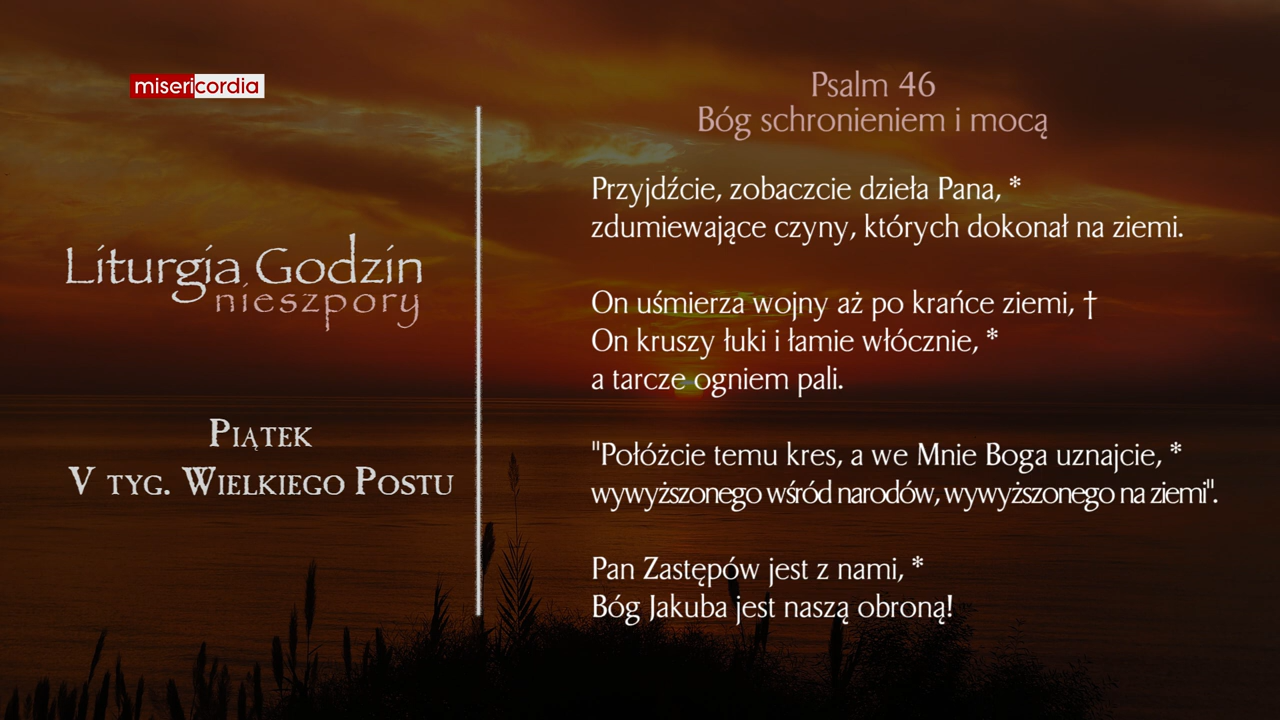 misericordia
Liturgia Godzin
nieszpory
Piątek
V tyg. Wielkiego Postu
Psalm 46
Bóg schronieniem i mocą
Przyjdźcie, zobaczcie dzieła Pana, *
zdumiewające czyny, których dokonał na ziemi.
On uśmierza wojny aż po krańce ziemi, †
On kruszy łuki i łamie włócznie, *
a tarcze ogniem pali.
"Połóżcie temu kres, a we Mnie Boga uznajcie, *
wywyższonego wśród narodów, wywyższonego na ziemi".
Pan Zastępów jest z nami, *
Bóg Jakuba jest naszą obroną!